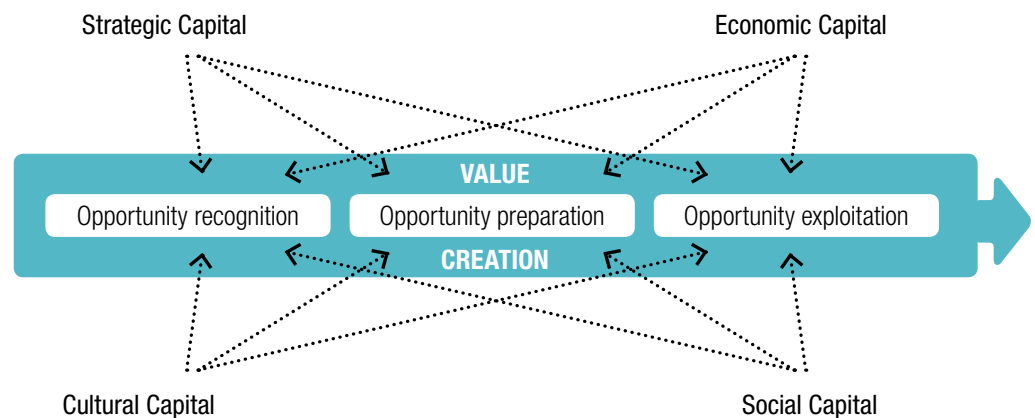 Strategic Capital
Economic Capital
VALUE
Opportunity recognition
Opportunity preparation
Opportunity exploitation
CREATION
Cultural Capital
Social Capital